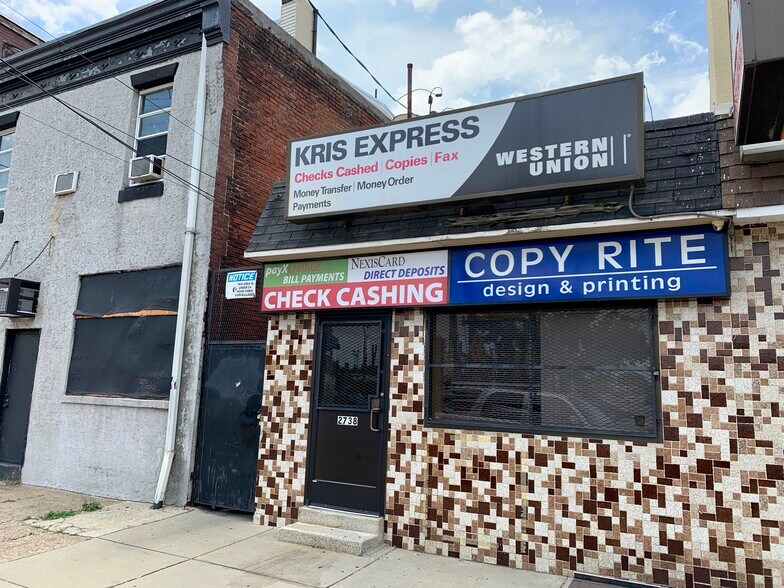 KRIS EXPRESS
Checks Cashed | Copies | Fax
Money Transfer | Money Order
Payments
WESTERN
UNION
payX
BILL PAYMENTS
NEXISCARD
DIRECT DEPOSITS
CHECK CASHING
COPY RITE
design & printing
NOTICE
2738